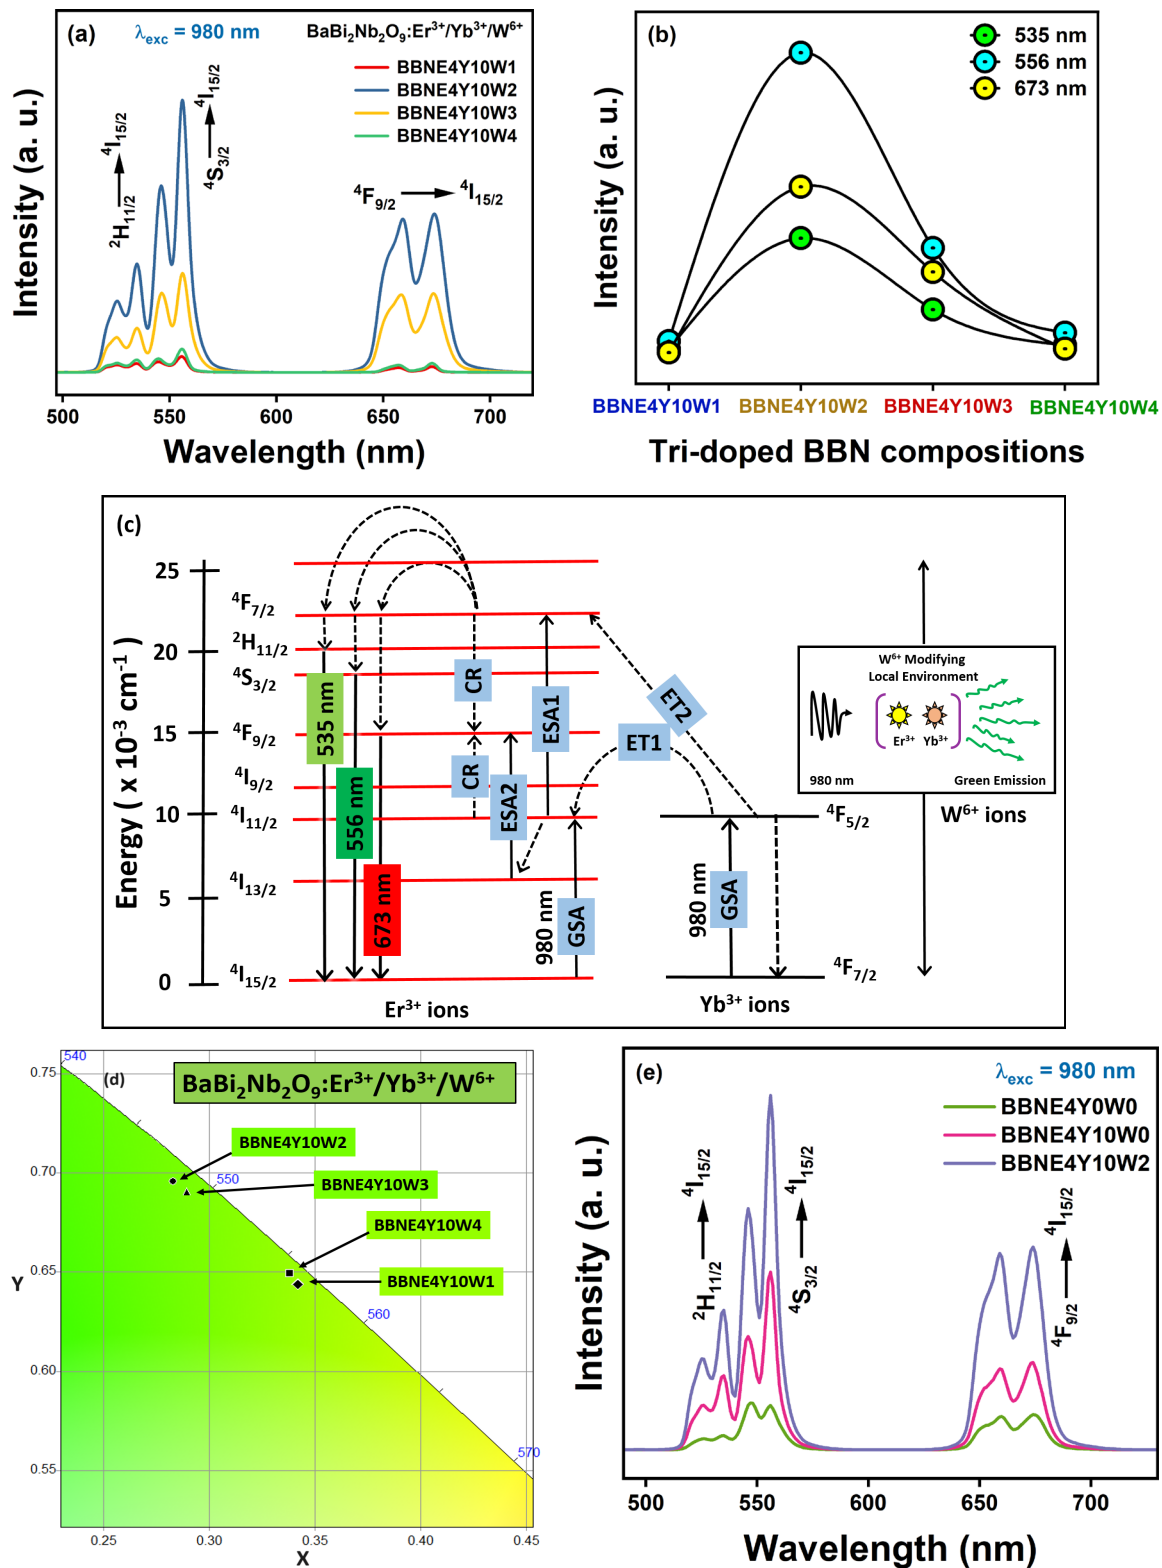 (a)
λexc = 980 nm
BaBi2Nb2O9:Er3+/Yb3+/W6+
BBNE4Y10W1
BBNE4Y10W2
BBNE4Y10W3
BBNE4Y10W4
2H11/2
4I15/2
4S3/2
4I15/2
4F9/2
4I15/2
Intensity (a. u.)
500
550
600
650
700
Wavelength (nm)
(b)
535 nm
556 nm
673 nm
Intensity (a. u.)
BBNE4Y10W1
BBNE4Y10W2
BBNE4Y10W3
BBNE4Y10W4
Tri-doped BBN compositions
(c)
Energy ( x 10-3 cm-1)
25
20
15
10
5
0
4F7/2
2H11/2
4S3/2
4F9/2
4I9/2
4I11/2
4I13/2
4I15/2
535 nm
556 nm
673 nm
CR
CR
ESA1
ESA2
980 nm
GSA
ET1
ET2
980 nm
GSA
4F5/2
4F7/2
Er3+ ions
Yb3+ ions
W6+ Modifying
Local Environment
Er3+
Yb3+
980 nm
Green Emission
W6+ ions
(d)
BaBi2Nb2O9:Er3+/Yb3+/W6+
540
550
560
570
BBNE4Y10W2
BBNE4Y10W3
BBNE4Y10W4
BBNE4Y10W1
Y
0.75
0.70
0.65
0.60
0.55
0.25
0.30
0.35
0.40
0.45
X
(e)
λexc = 980 nm
BBNE4Y0W0
BBNE4Y10W0
BBNE4Y10W2
2H11/2
4I15/2
4S3/2
4I15/2
4F9/2
4I15/2
Intensity (a. u.)
500
550
600
650
700
Wavelength (nm)